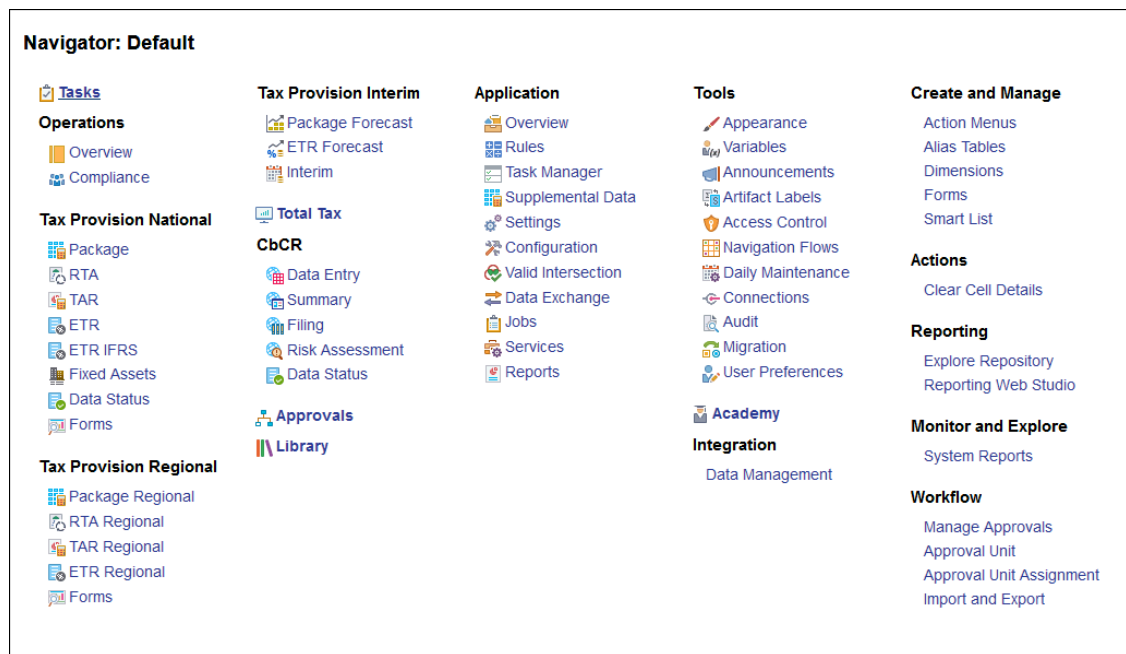 Navigator: Default
Tasks
Operations
Overview
Compliance
Tax Provision National
Package
RTA
TAR
ETR
ETR IFRS
Fixed Assets
Data Status
Forms
Tax Provision Regional
Package Regional
RTA Regional
TAR Regional
ETR Regional
Forms
Tax Provision Interim
Package Forecast
ETR Forecast
Interim
Total Tax
CbCR
Data Entry
Summary
Filing
Risk Assessment
Data Status
Approvals
Library
Application
Overview
Rules
Task Manager
Supplemental Data
Settings
Configuration
Valid Intersection
Data Exchange
Jobs
Services
Reports
Tools
Appearance
Variables
Announcements
Artifact Labels
Access Control
Navigation Flows
Daily Maintenance
Connections
Audit
Migration
User Preferences
Academy
Integration
Data Management
Create and Manage
Action Menus
Alias Tables
Dimensions
Forms
Smart List
Actions
Clear Cell Details
Reporting
Explore Repository
Reporting Web Studio
Monitor and Explore
System Reports
Workflow
Manage Approvals
Approval Unit
Approval Unit Assignment
Import and Export